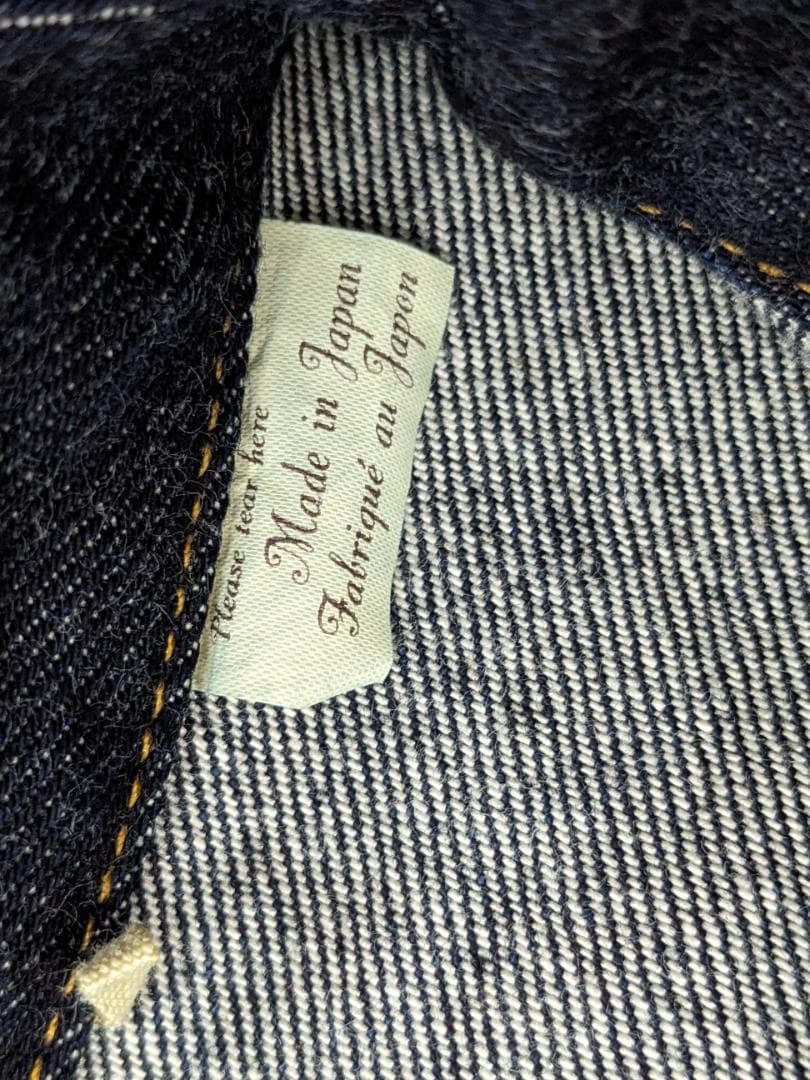 Please tear here
Made in Japan
Fabriqué au Japon